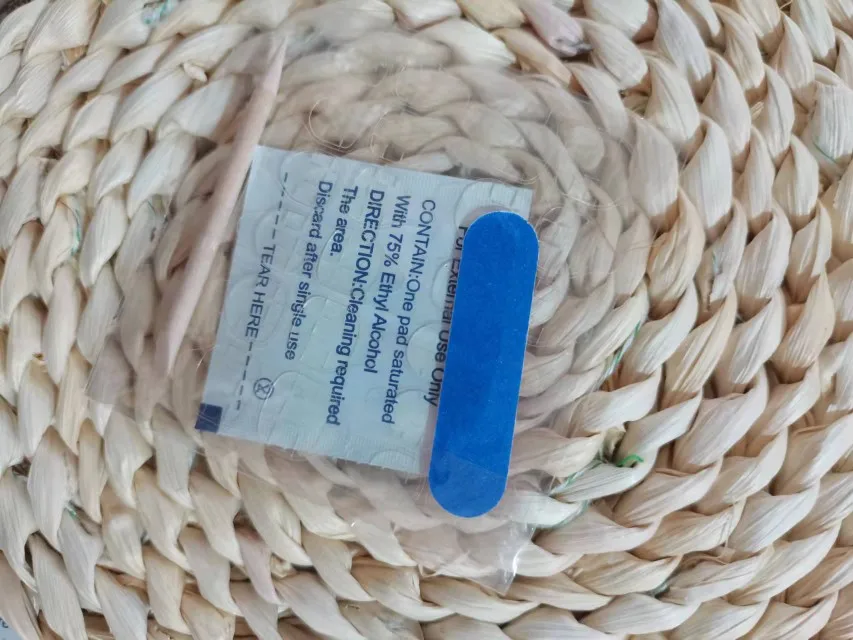 For External Use Only
CONTAIN:One pad saturated
With 75% Ethyl Alcohol
DIRECTION:Cleaning required
The area.
Discard after single use
TEAR HERE